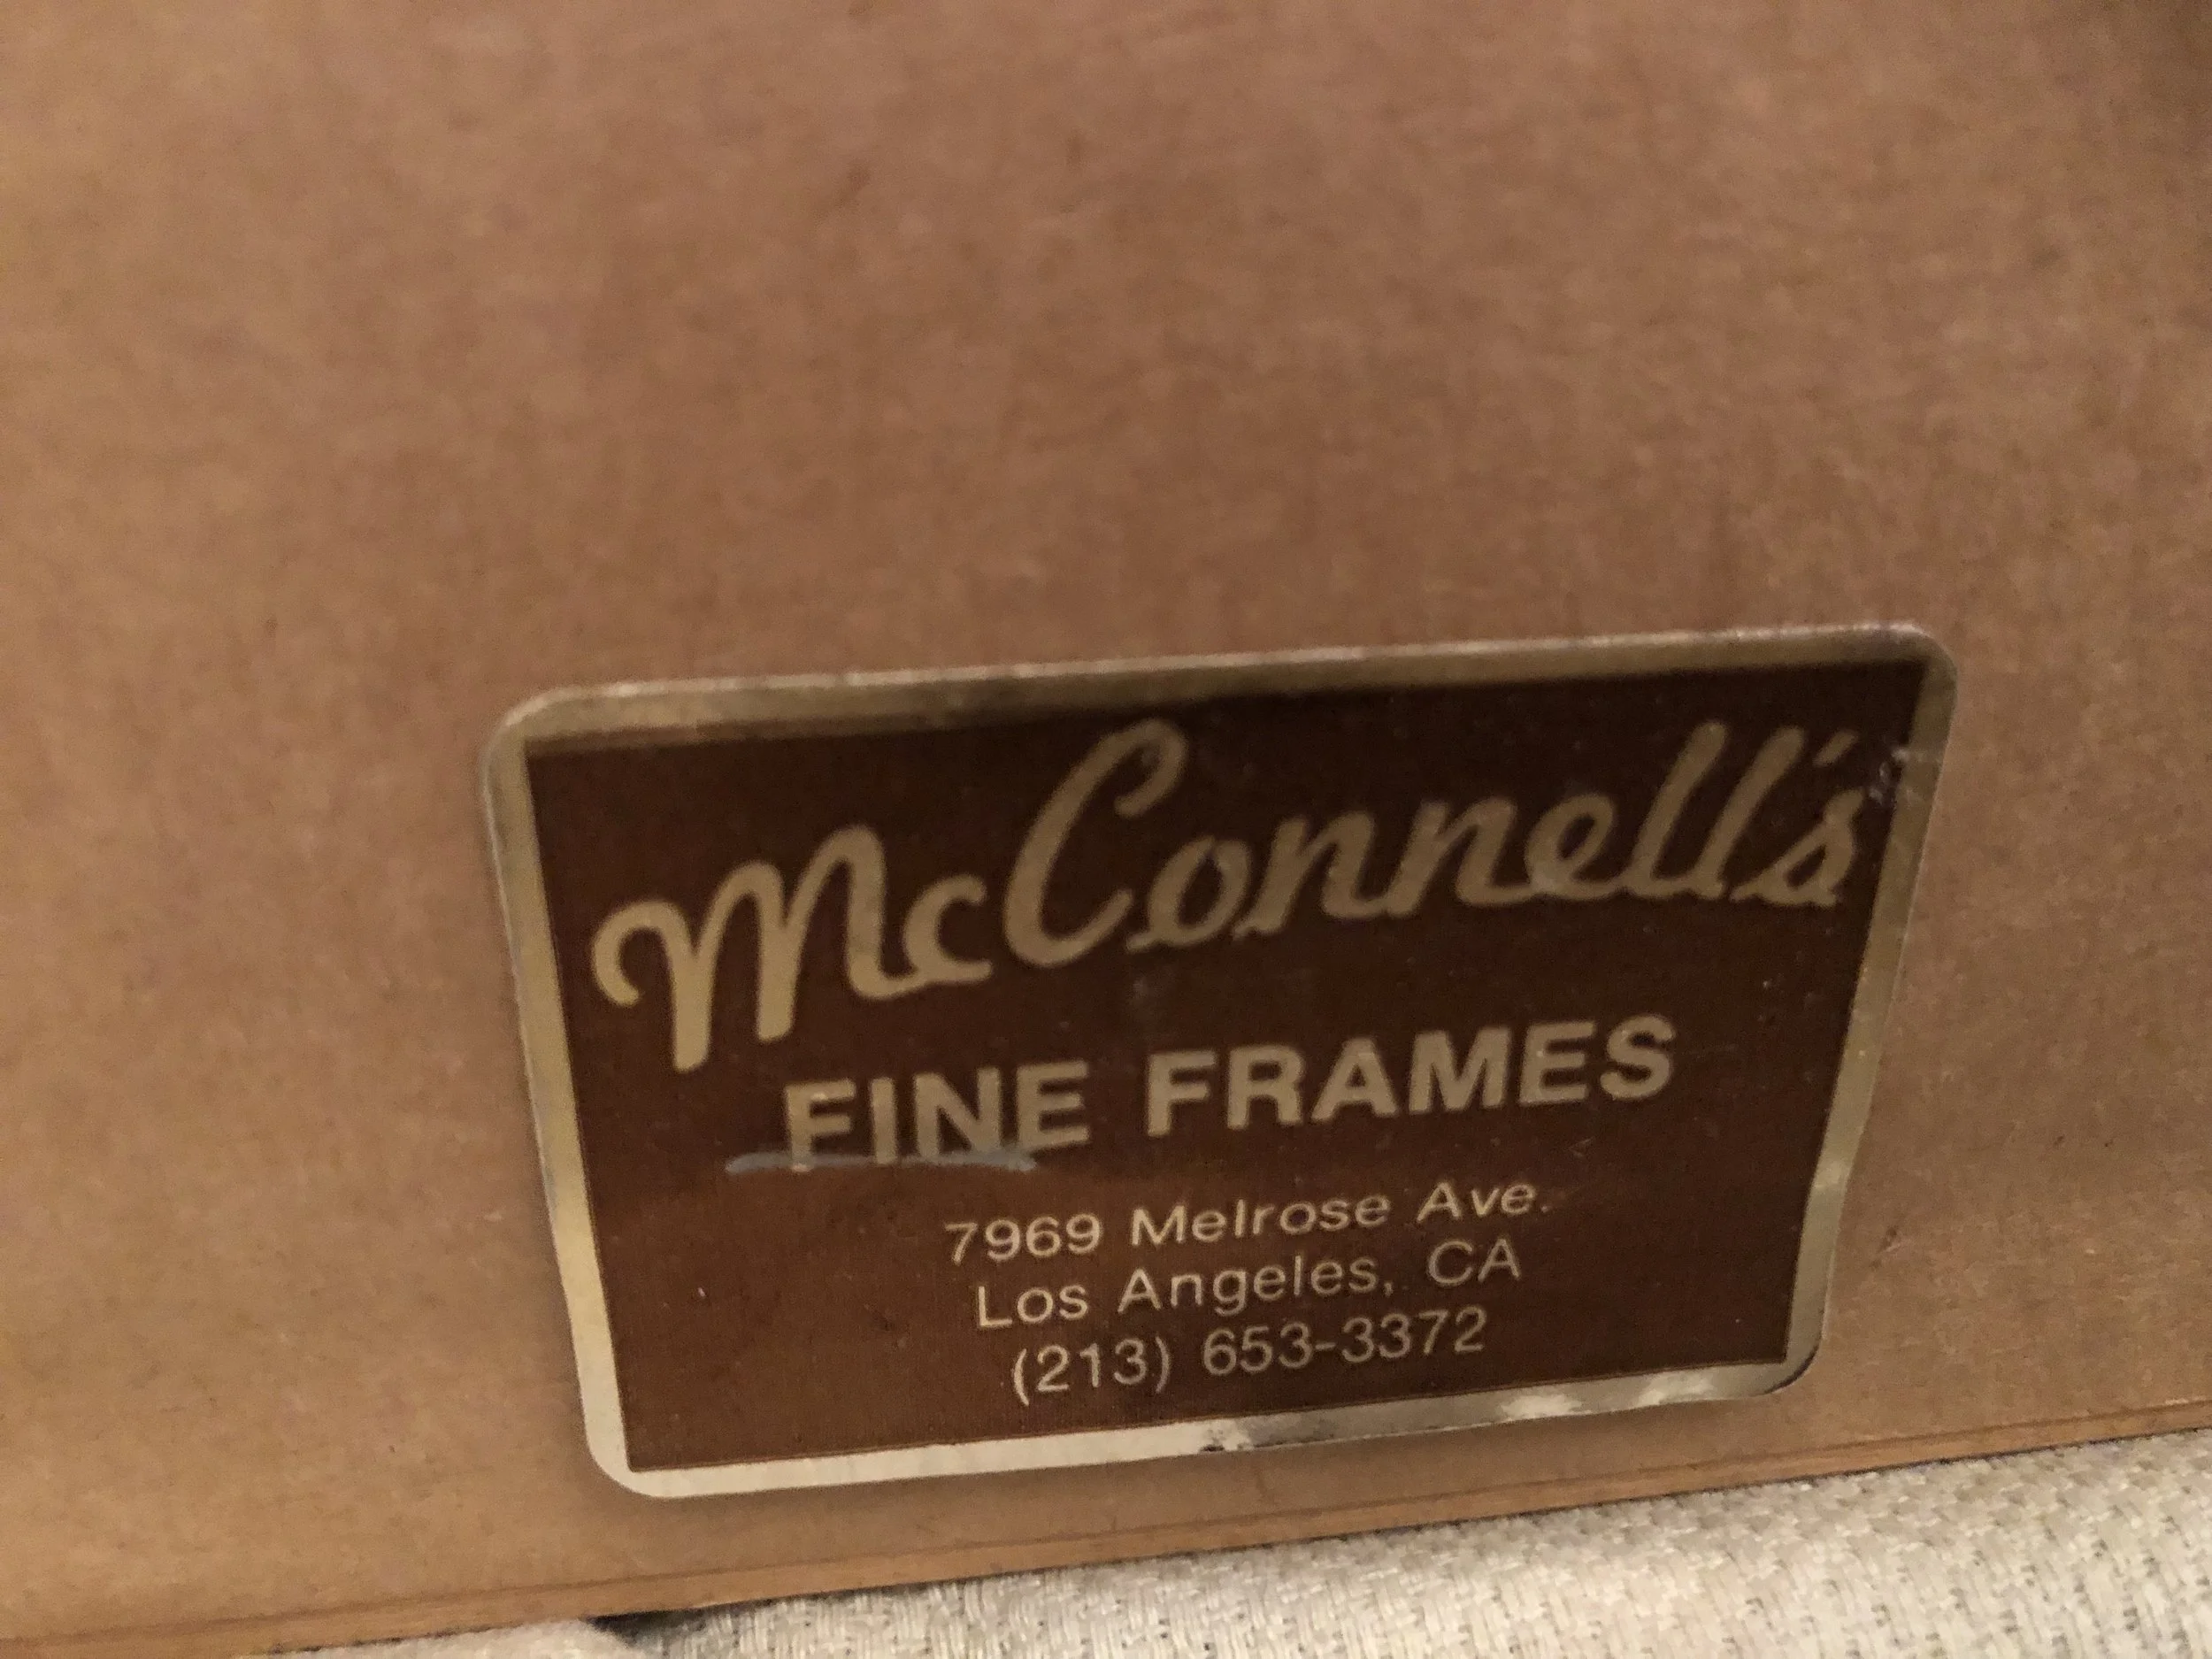 McConnell's
FINE FRAMES
7969 Melrose Ave.
Los Angeles, CA
(213) 653-3372